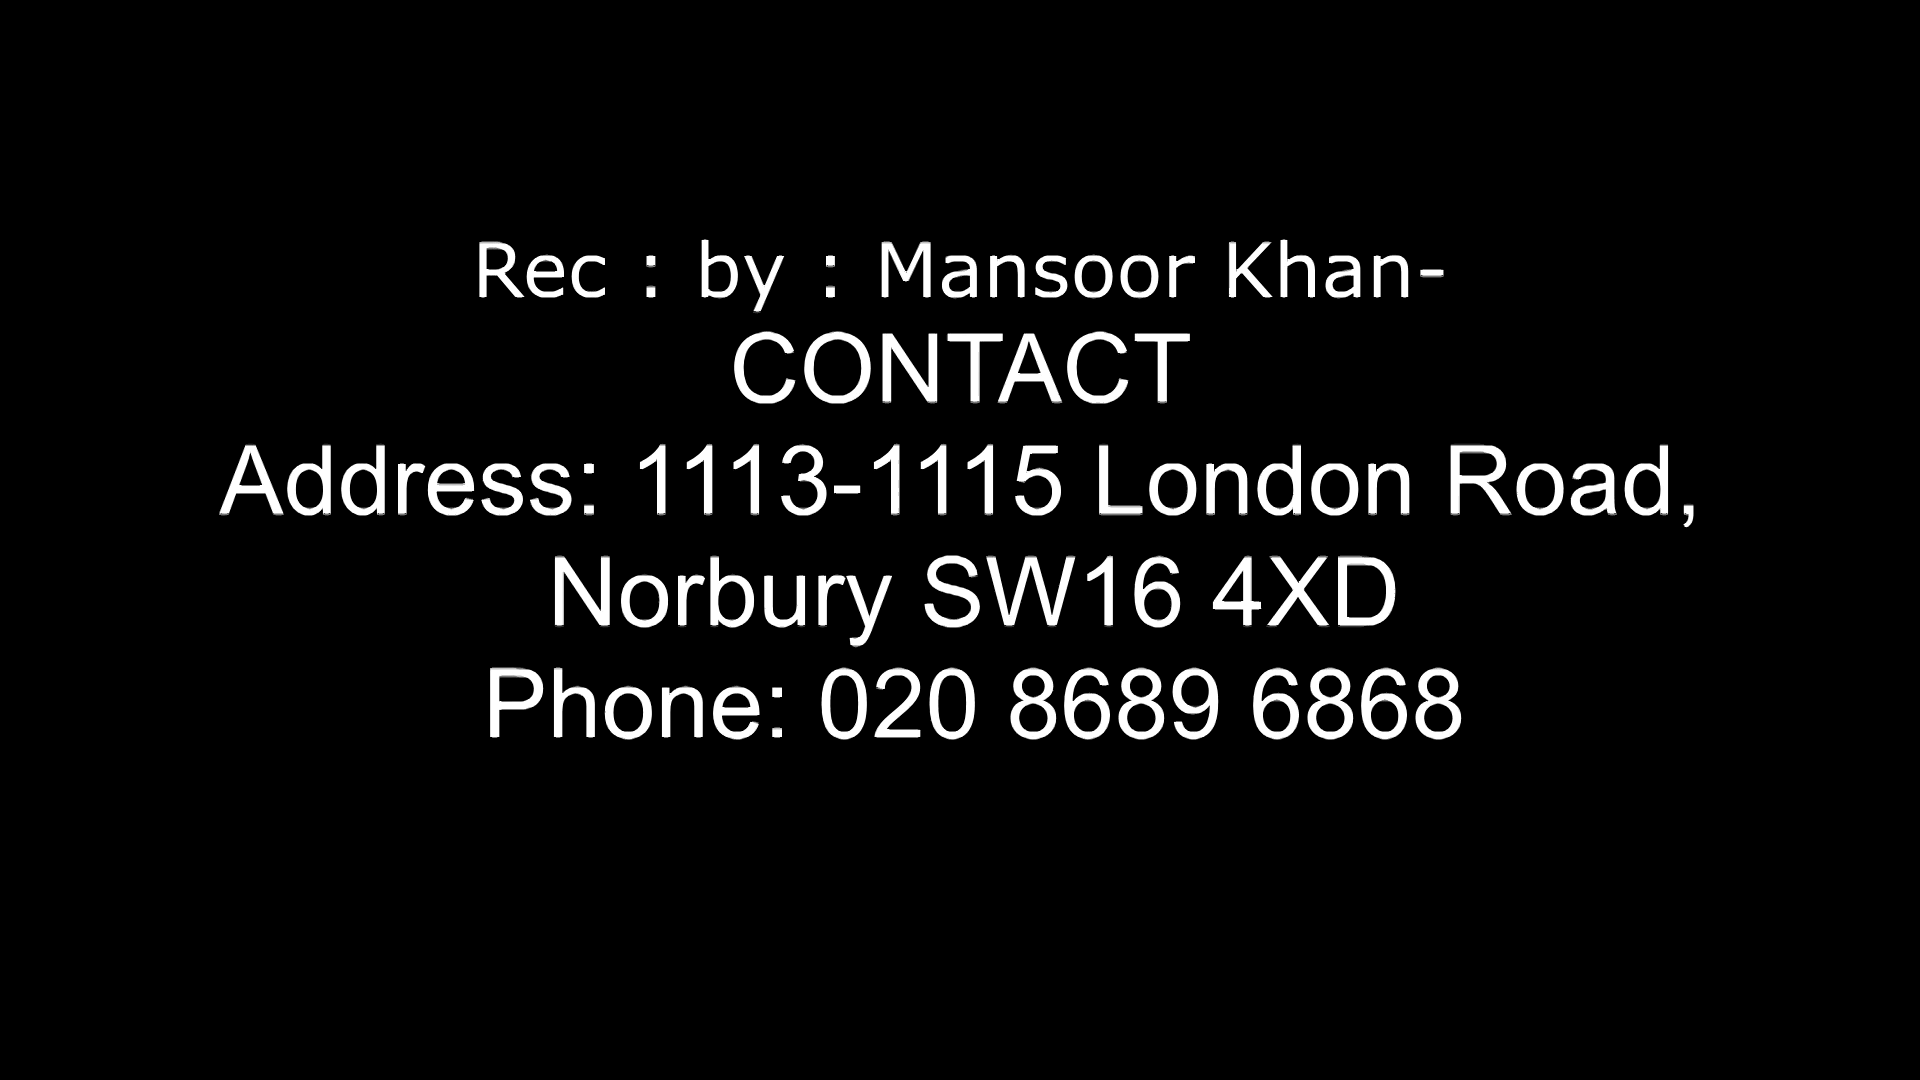 Rec : by : Mansoor Khan-
CONTACT
Address: 1113-1115 London Road,
Norbury SW16 4XD
Phone: 020 8689 6868